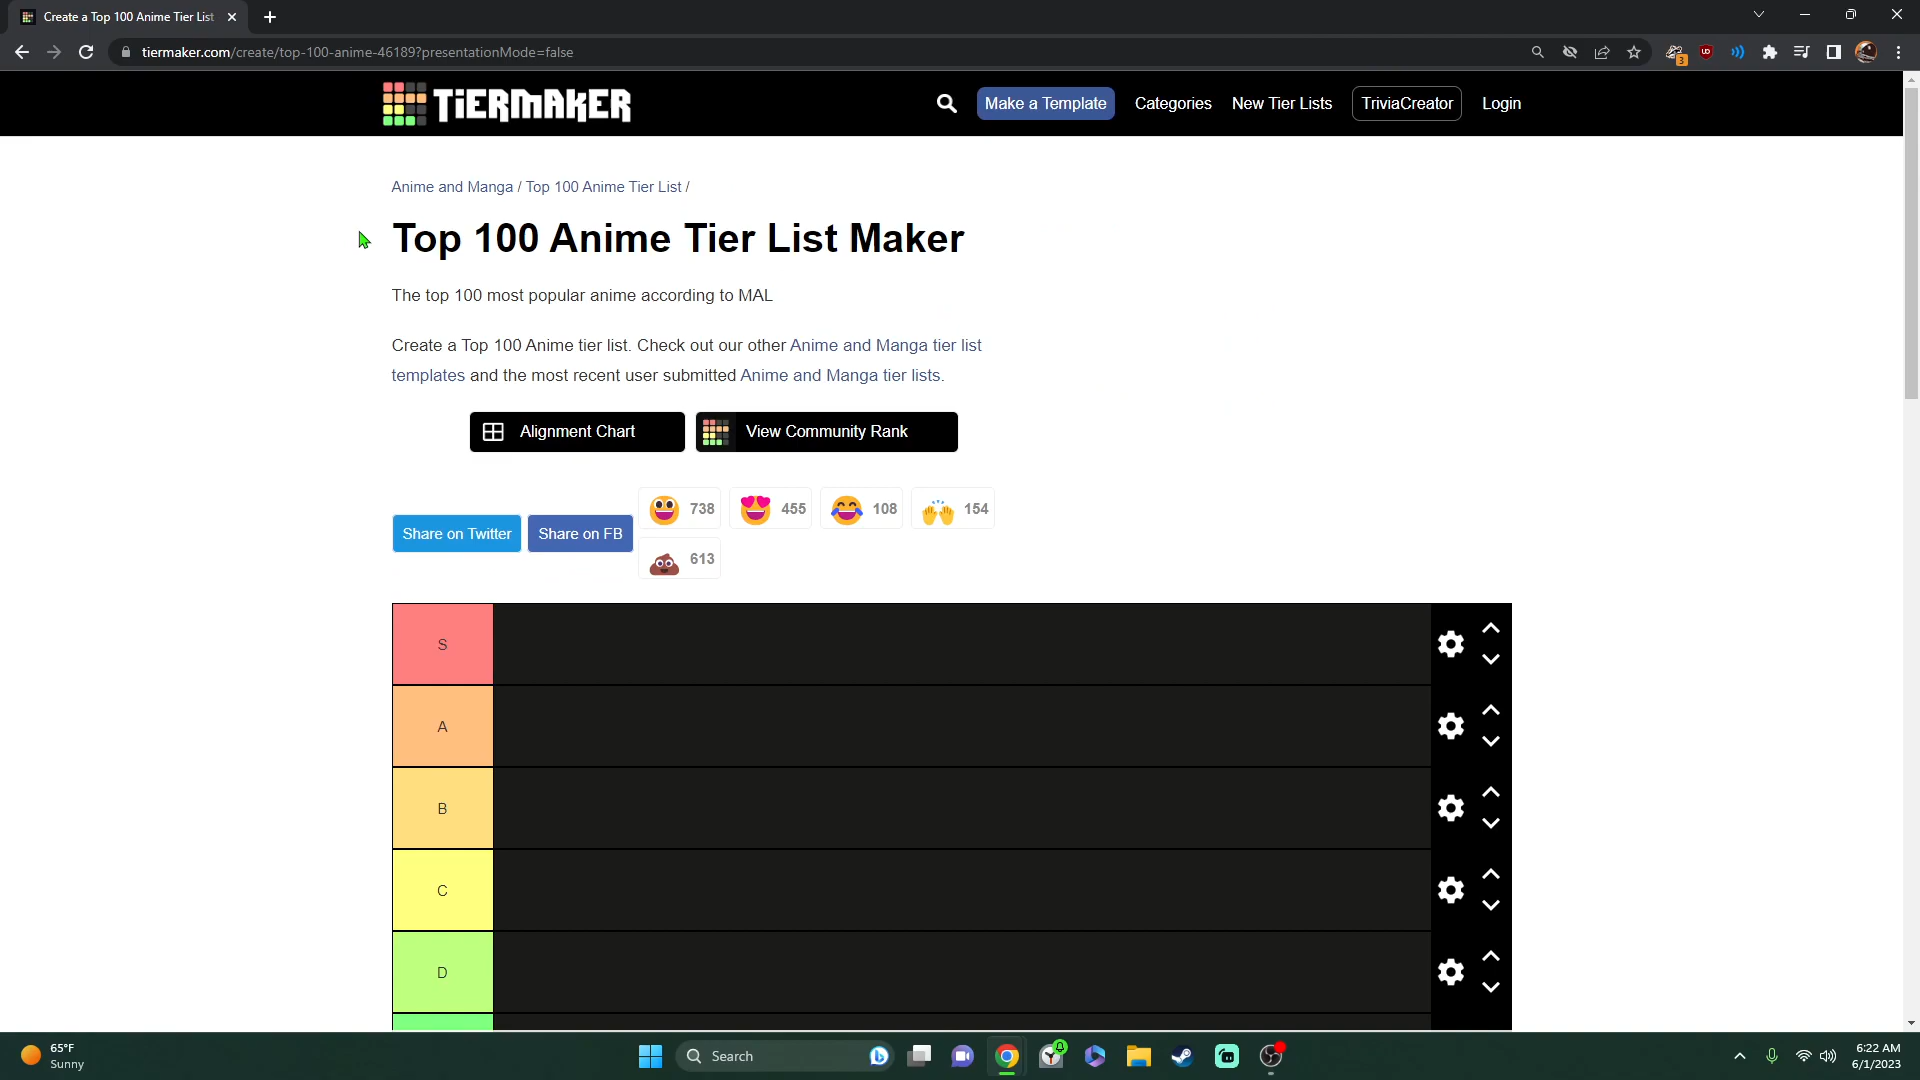 Create a Top 100 Anime Tier List
tiermaker.com/create/top-100-anime-46189?presentationMode=false
3
TiERMAKER
Make a Template
Categories
New Tier Lists
TriviaCreator
Login
Anime and Manga / Top 100 Anime Tier List /
Top 100 Anime Tier List Maker
The top 100 most popular anime according to MAL
Create a Top 100 Anime tier list. Check out our other Anime and Manga tier list
templates and the most recent user submitted Anime and Manga tier lists.
Alignment Chart
View Community Rank
Share on Twitter
Share on FB
738
455
108
154
613
S
A
B
C
D
65°F
Sunny
Search
6:22 AM
6/1/2023